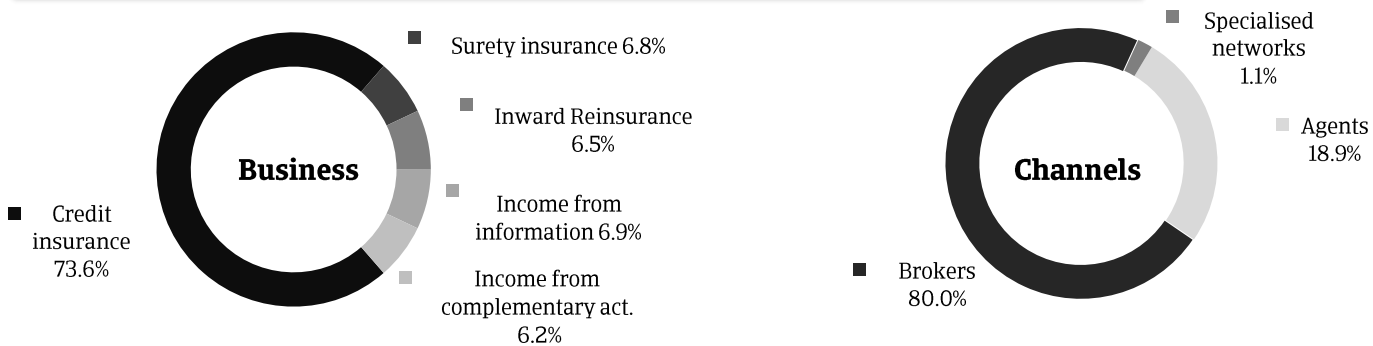 Business
Surety insurance 6.8%
Inward Reinsurance
6.5%
Income from
information 6.9%
Income from
complementary act.
6.2%
Credit
insurance
73.6%
Channels
Specialised
networks
1.1%
Agents
18.9%
Brokers
80.0%